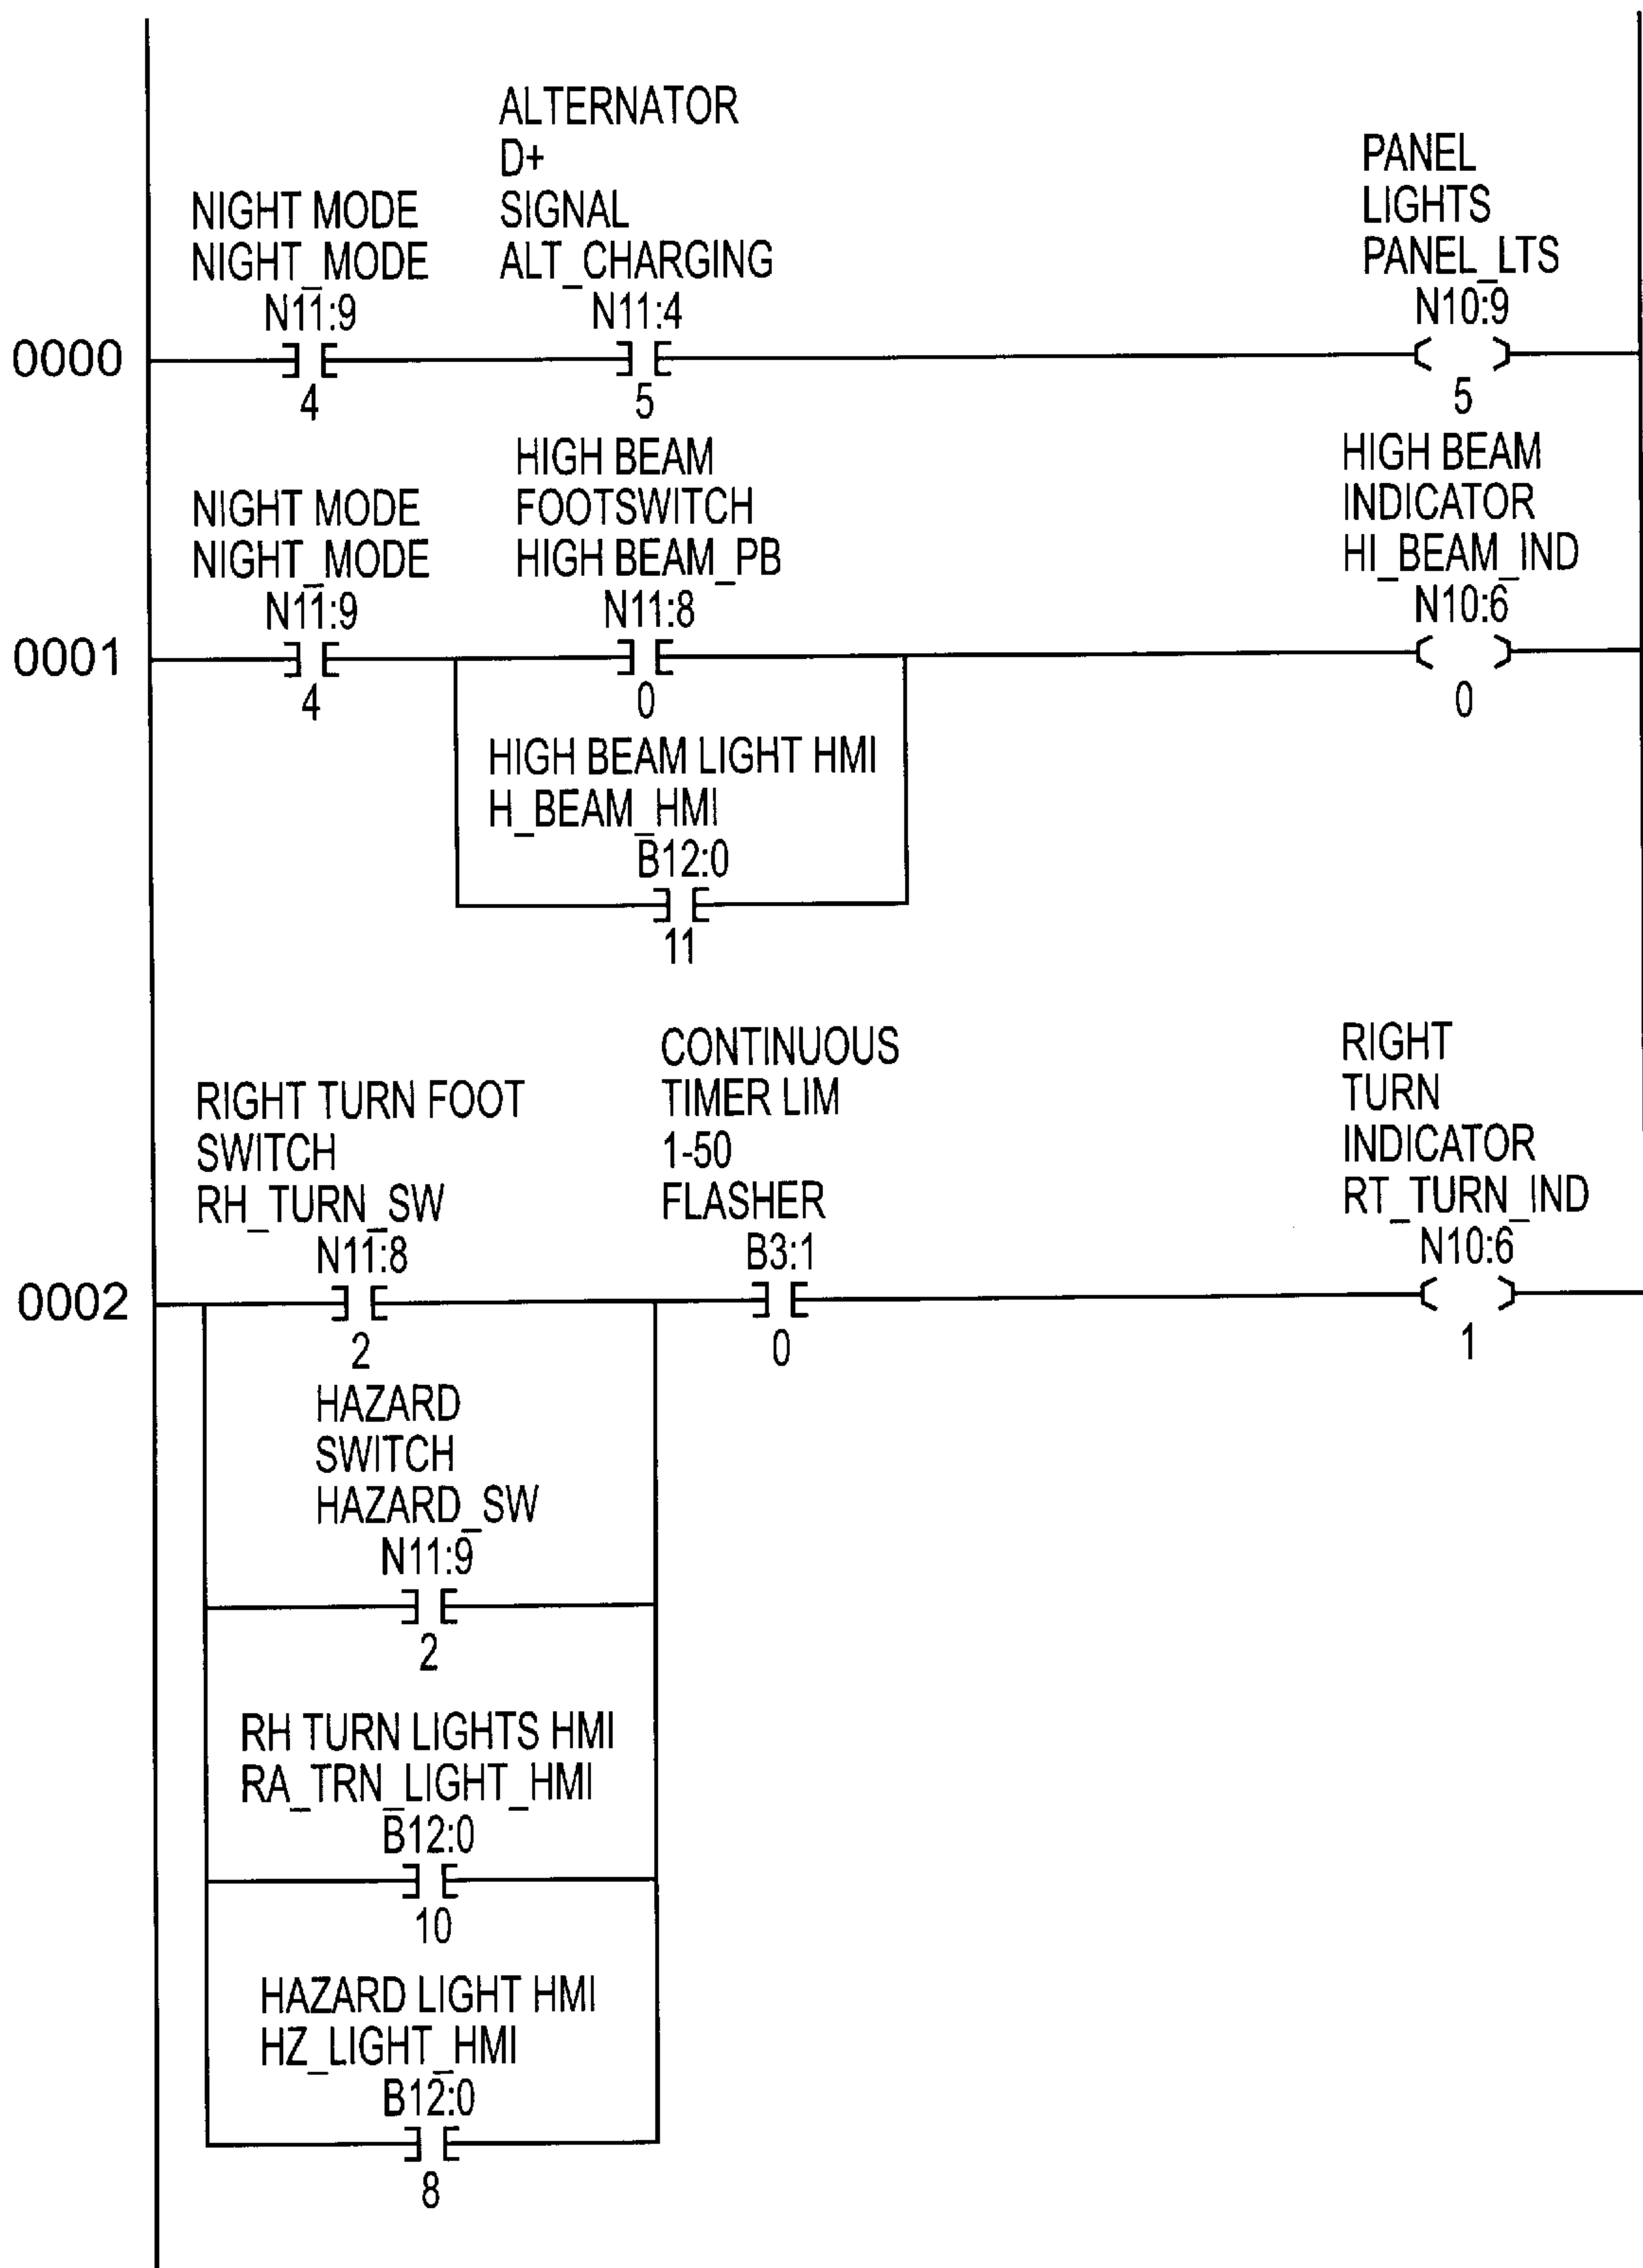 ALTERNATOR
D+
SIGNAL
ALT_CHARGING
N11:4
NIGHT MODE
NIGHT_MODE
N11:9
PANEL
LIGHTS
PANEL_LTS
N10:9
0000
4
5
5
NIGHT MODE
NIGHT_MODE
N11:9
HIGH BEAM
FOOTSWITCH
HIGH BEAM_PB
N11:8
HIGH BEAM
INDICATOR
HI_BEAM_IND
N10:6
0001
4
0
0
HIGH BEAM LIGHT HMI
H_BEAM_HMI
B12:0
11
RIGHT TURN FOOT
SWITCH
RH_TURN_SW
N11:8
CONTINUOUS
TIMER LIM
1-50
FLASHER
B3:1
RIGHT
TURN
INDICATOR
RT_TURN_IND
N10:6
0002
2
0
1
HAZARD
SWITCH
HAZARD_SW
N11:9
2
RH TURN LIGHTS HMI
RA_TRN_LIGHT_HMI
B12:0
10
HAZARD LIGHT HMI
HZ_LIGHT_HMI
B12:0
8